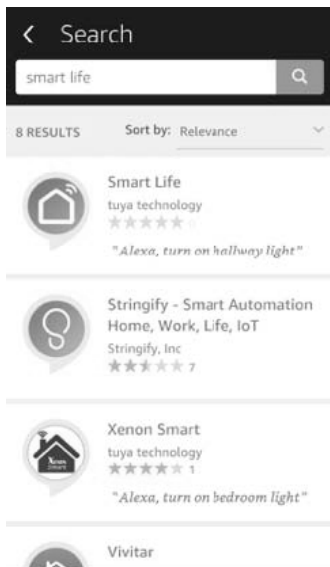 Search
smart life
8 RESULTS Sort by: Relevance
Smart Life
tuya technology
"Alexa, turn on hallway light"
Stringify - Smart Automation
Home, Work, Life, IoT
Stringify, Inc
7
Xenon Smart
tuya technology
1
"Alexa, turn on bedroom light"
Xenon
Smart
Vivitar